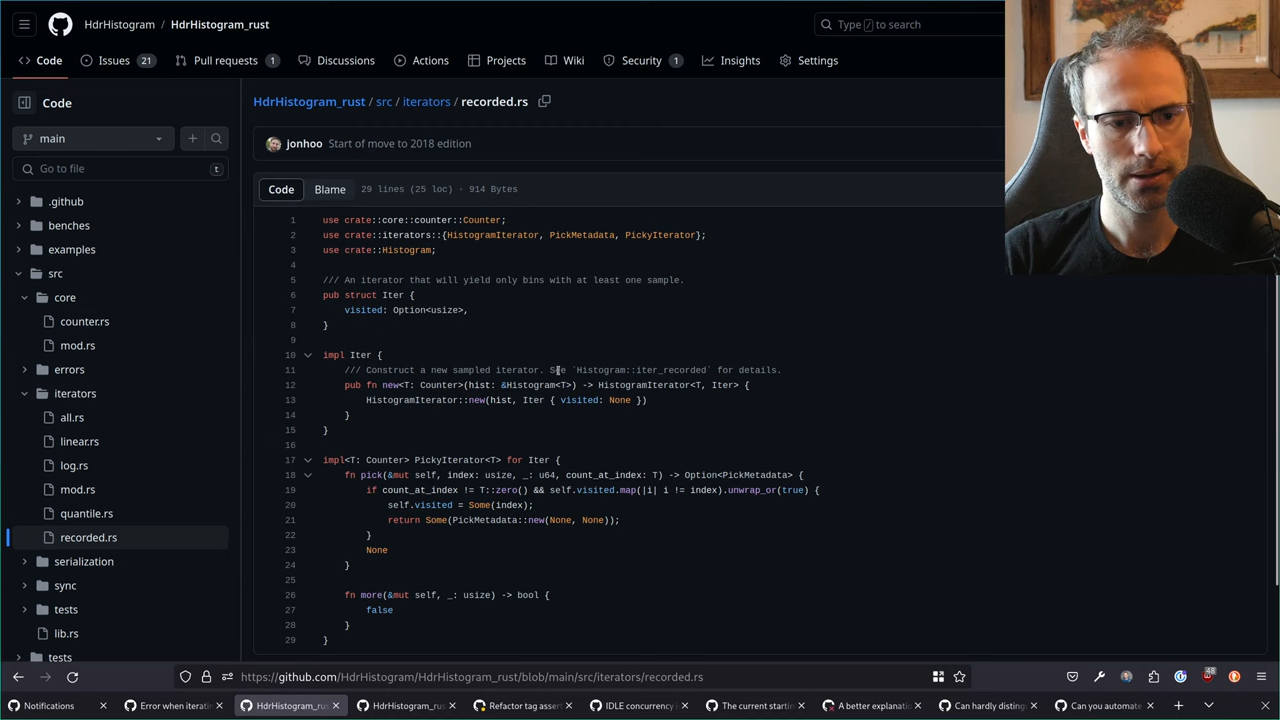 HdrHistogram / HdrHistogram_rust
Type / to search
Code
Issues 21
Pull requests 1
Discussions
Actions
Projects
Wiki
Security 1
Insights
Settings
Code
HdrHistogram_rust / src / iterators / recorded.rs
main
jonhoo Start of move to 2018 edition
Go to file t
Code Blame 29 lines (25 loc) · 914 Bytes
.github
benches
examples
src
core
counter.rs
mod.rs
errors
iterators
all.rs
linear.rs
log.rs
mod.rs
quantile.rs
recorded.rs
serialization
sync
tests
lib.rs
tests
1 use crate::core::counter::Counter;
2 use crate::iterators::{HistogramIterator, PickMetadata, PickyIterator};
3 use crate::Histogram;
4
5 /// An iterator that will yield only bins with at least one sample.
6 pub struct Iter {
7 visited: Option<usize>,
8 }
9
10 impl Iter {
11 /// Construct a new sampled iterator. See `Histogram::iter_recorded` for details.
12 pub fn new<T: Counter>(hist: &Histogram<T>) -> HistogramIterator<T, Iter> {
13 HistogramIterator::new(hist, Iter { visited: None })
14 }
15 }
16
17 impl<T: Counter> PickyIterator<T> for Iter {
18 fn pick(&mut self, index: usize, _: u64, count_at_index: T) -> Option<PickMetadata> {
19 if count_at_index != T::zero() && self.visited.map(|i| i != index).unwrap_or(true) {
20 self.visited = Some(index);
21 return Some(PickMetadata::new(None, None));
22 }
23 None
24 }
25
26 fn more(&mut self, _: usize) -> bool {
27 false
28 }
29 }
https://github.com/HdrHistogram/HdrHistogram_rust/blob/main/src/iterators/recorded.rs
48
Notifications
Error when iteratin
HdrHistogram_rust
HdrHistogram_rust
Refactor tag assert
IDLE concurrency i
The current starting
A better explanatio
Can hardly disting
Can you automate